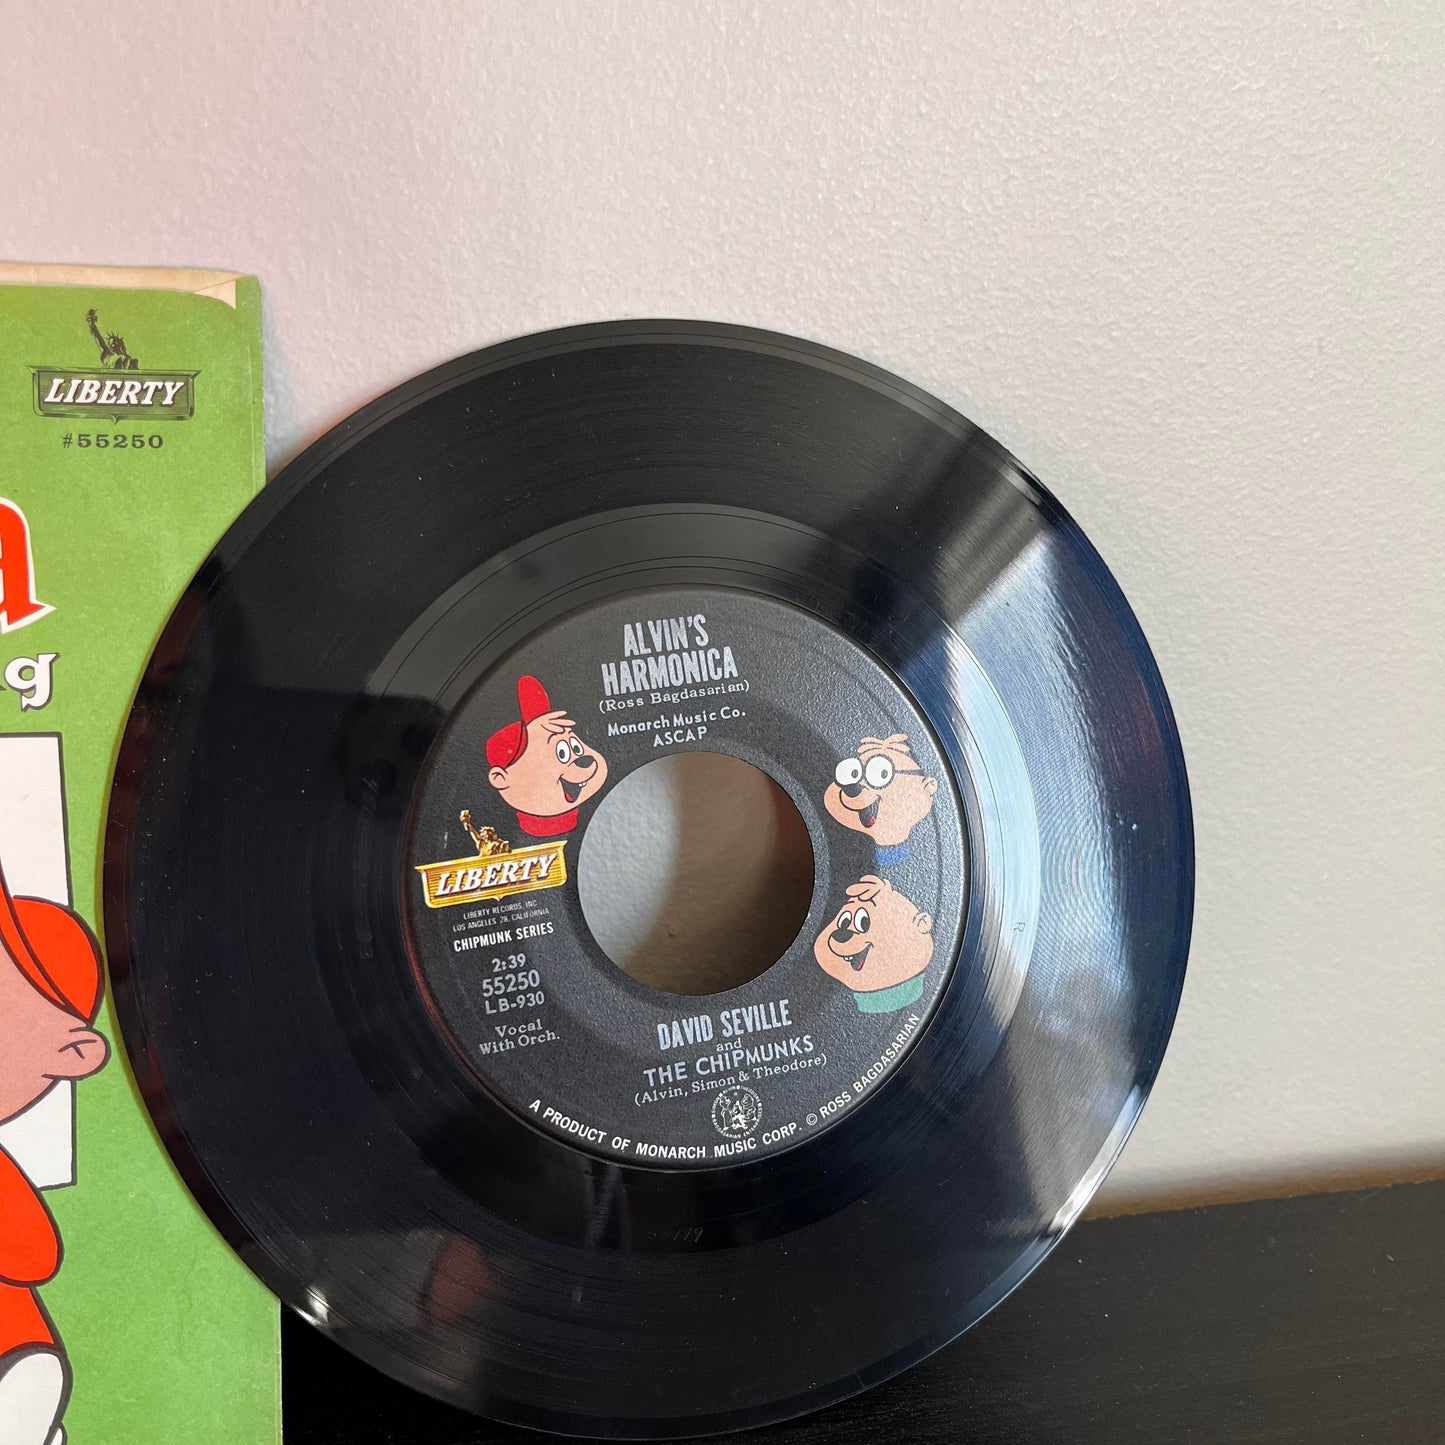 LIBERTY
#55250
a
g
ALVIN'S
HARMONICA
(Ross Bagdasarian)
Monarch Music Co.
ASCAP
LIBERTY
LIBERTY RECORDS, INC
LOS ANGELES 28, CALIFORNIA
CHIPMUNK SERIES
2:39
55250
LB-930
Vocal
With Orch.
DAVID SEVILLE
and
THE CHIPMUNKS
(Alvin, Simon & Theodore)
A PRODUCT OF MONARCH MUSIC CORP. © ROSS BAGDASARIAN